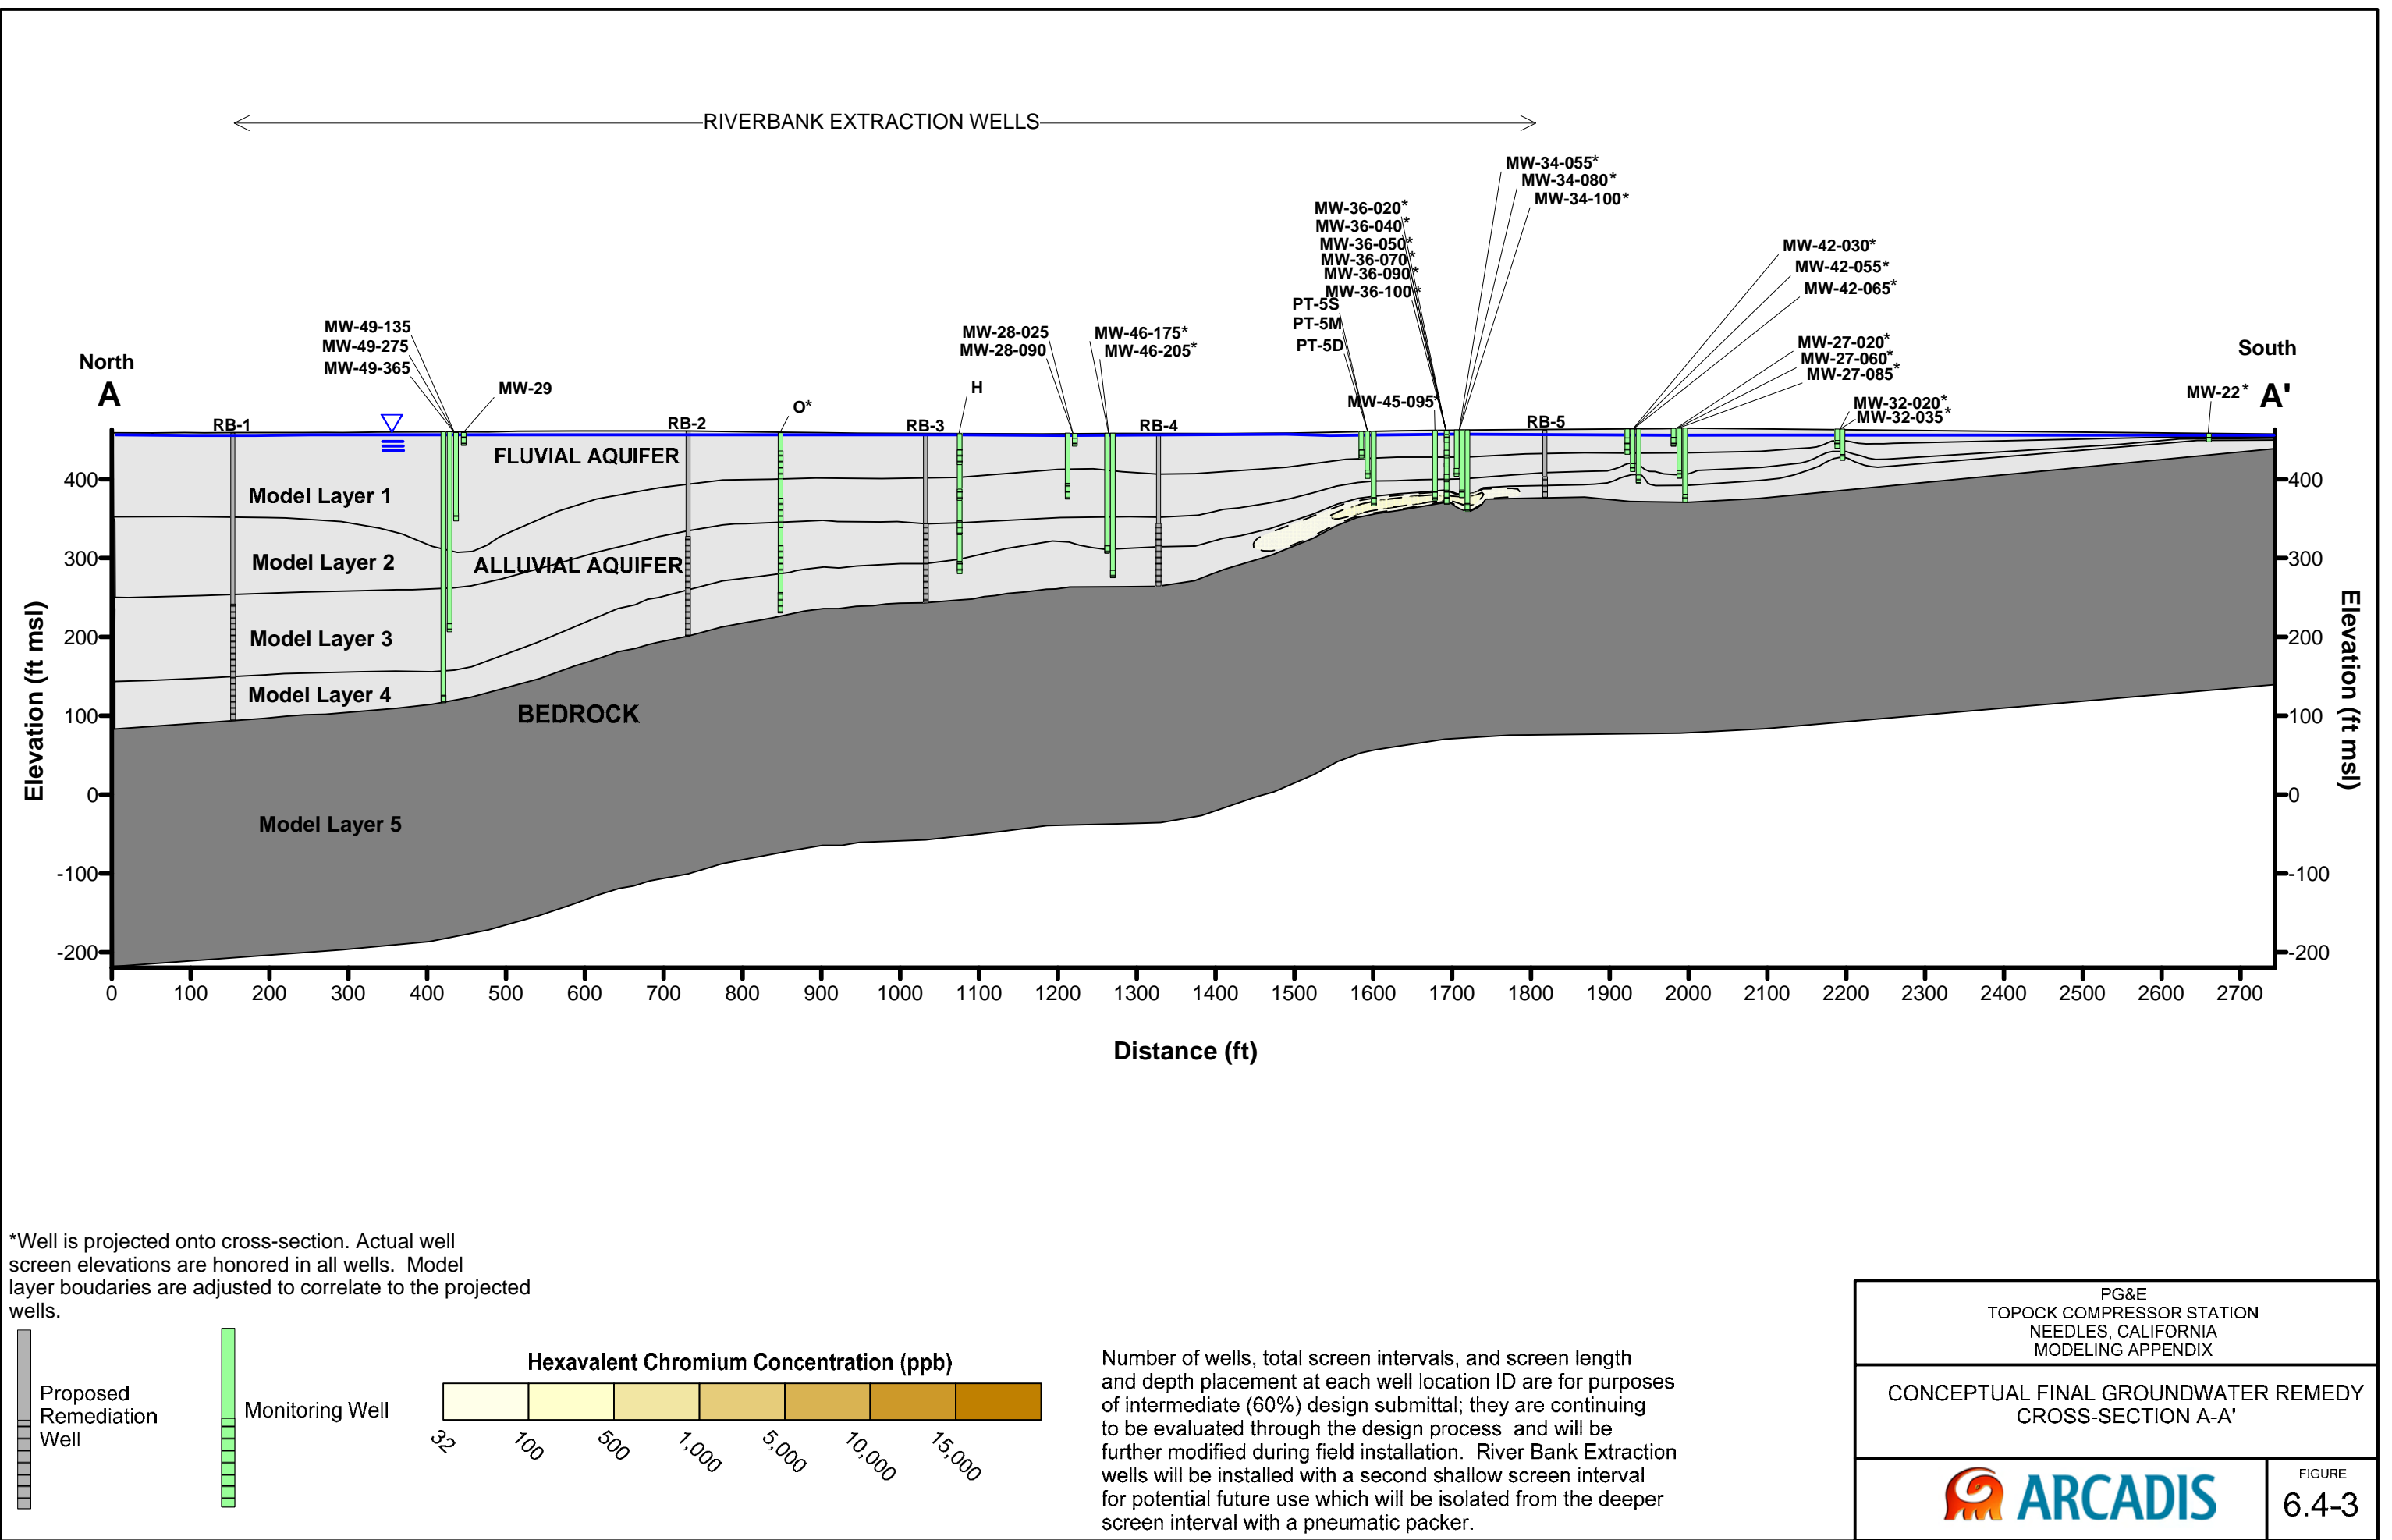 RIVERBANK EXTRACTION WELLS
MW-34-055*
MW-34-080*
MW-34-100*
MW-36-020*
MW-36-040*
MW-36-050*
MW-36-070*
MW-36-090*
MW-36-100*
PT-5S
PT-5M
PT-5D
MW-42-030*
MW-42-055*
MW-42-065*
MW-49-135
MW-49-275
MW-49-365
MW-29
MW-28-025
MW-28-090
MW-46-175*
MW-46-205*
MW-27-020*
MW-27-060*
MW-27-085*
MW-32-020*
MW-32-035*
MW-45-095*
MW-22*
North
A
South
A'
RB-1
RB-2
O*
RB-3
H
RB-4
RB-5
FLUVIAL AQUIFER
Model Layer 1
Model Layer 2
ALLUVIAL AQUIFER
Model Layer 3
Model Layer 4
BEDROCK
Model Layer 5
Elevation (ft msl)
400
300
200
100
0
-100
-200
400
300
200
100
0
-100
-200
Elevation (ft msl)
0 100 200 300 400 500 600 700 800 900 1000 1100 1200 1300 1400 1500 1600 1700 1800 1900 2000 2100 2200 2300 2400 2500 2600 2700
Distance (ft)
*Well is projected onto cross-section. Actual well
screen elevations are honored in all wells. Model
layer boudaries are adjusted to correlate to the projected
wells.
Proposed
Remediation
Well
Monitoring Well
Hexavalent Chromium Concentration (ppb)
32 100 500 1,000 5,000 10,000 15,000
Number of wells, total screen intervals, and screen length
and depth placement at each well location ID are for purposes
of intermediate (60%) design submittal; they are continuing
to be evaluated through the design process and will be
further modified during field installation. River Bank Extraction
wells will be installed with a second shallow screen interval
for potential future use which will be isolated from the deeper
screen interval with a pneumatic packer.
PG&E
TOPOCK COMPRESSOR STATION
NEEDLES, CALIFORNIA
MODELING APPENDIX
CONCEPTUAL FINAL GROUNDWATER REMEDY
CROSS-SECTION A-A'
ARCADIS
FIGURE
6.4-3